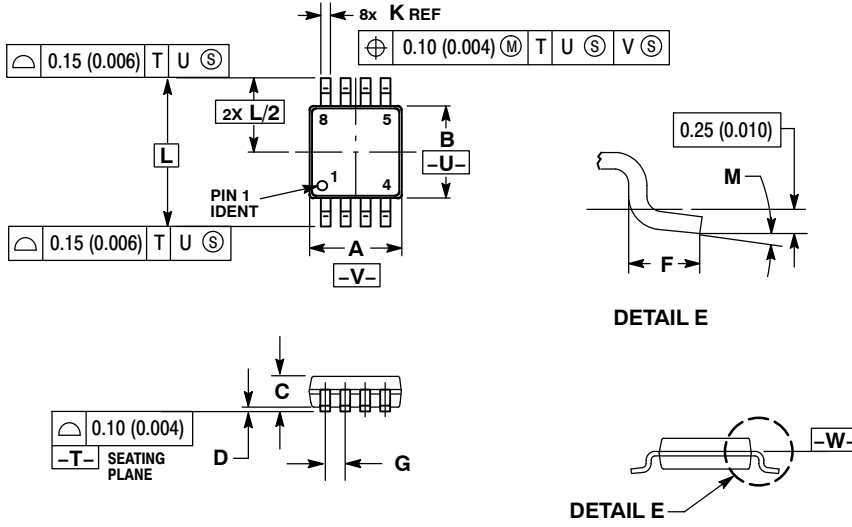 8x K REF
0.15 (0.006) T U Ⓢ
0.10 (0.004) Ⓜ T U Ⓢ V Ⓢ
2X L/2
8 5
B
-U-
L
PIN 1
IDENT
1
4
0.15 (0.006) T U Ⓢ
A
-V-
0.25 (0.010)
M
F
DETAIL E
C
0.10 (0.004)
-T- SEATING
PLANE
D
G
-W-
DETAIL E